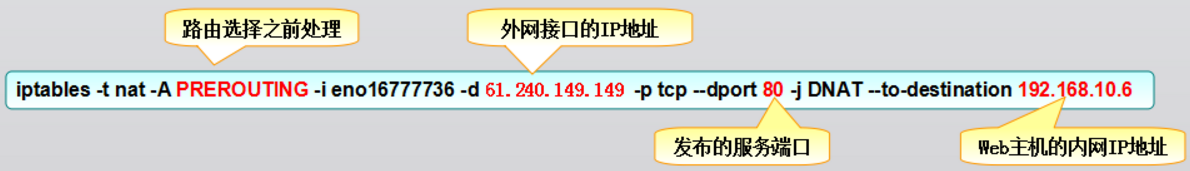 路由选择之前处理
外网接口的IP地址
iptables -t nat -A PREROUTING -i eno16777736 -d 61.240.149.149 -p tcp --dport 80 -j DNAT --to-destination 192.168.10.6
发布的服务端口
Web主机的内网IP地址